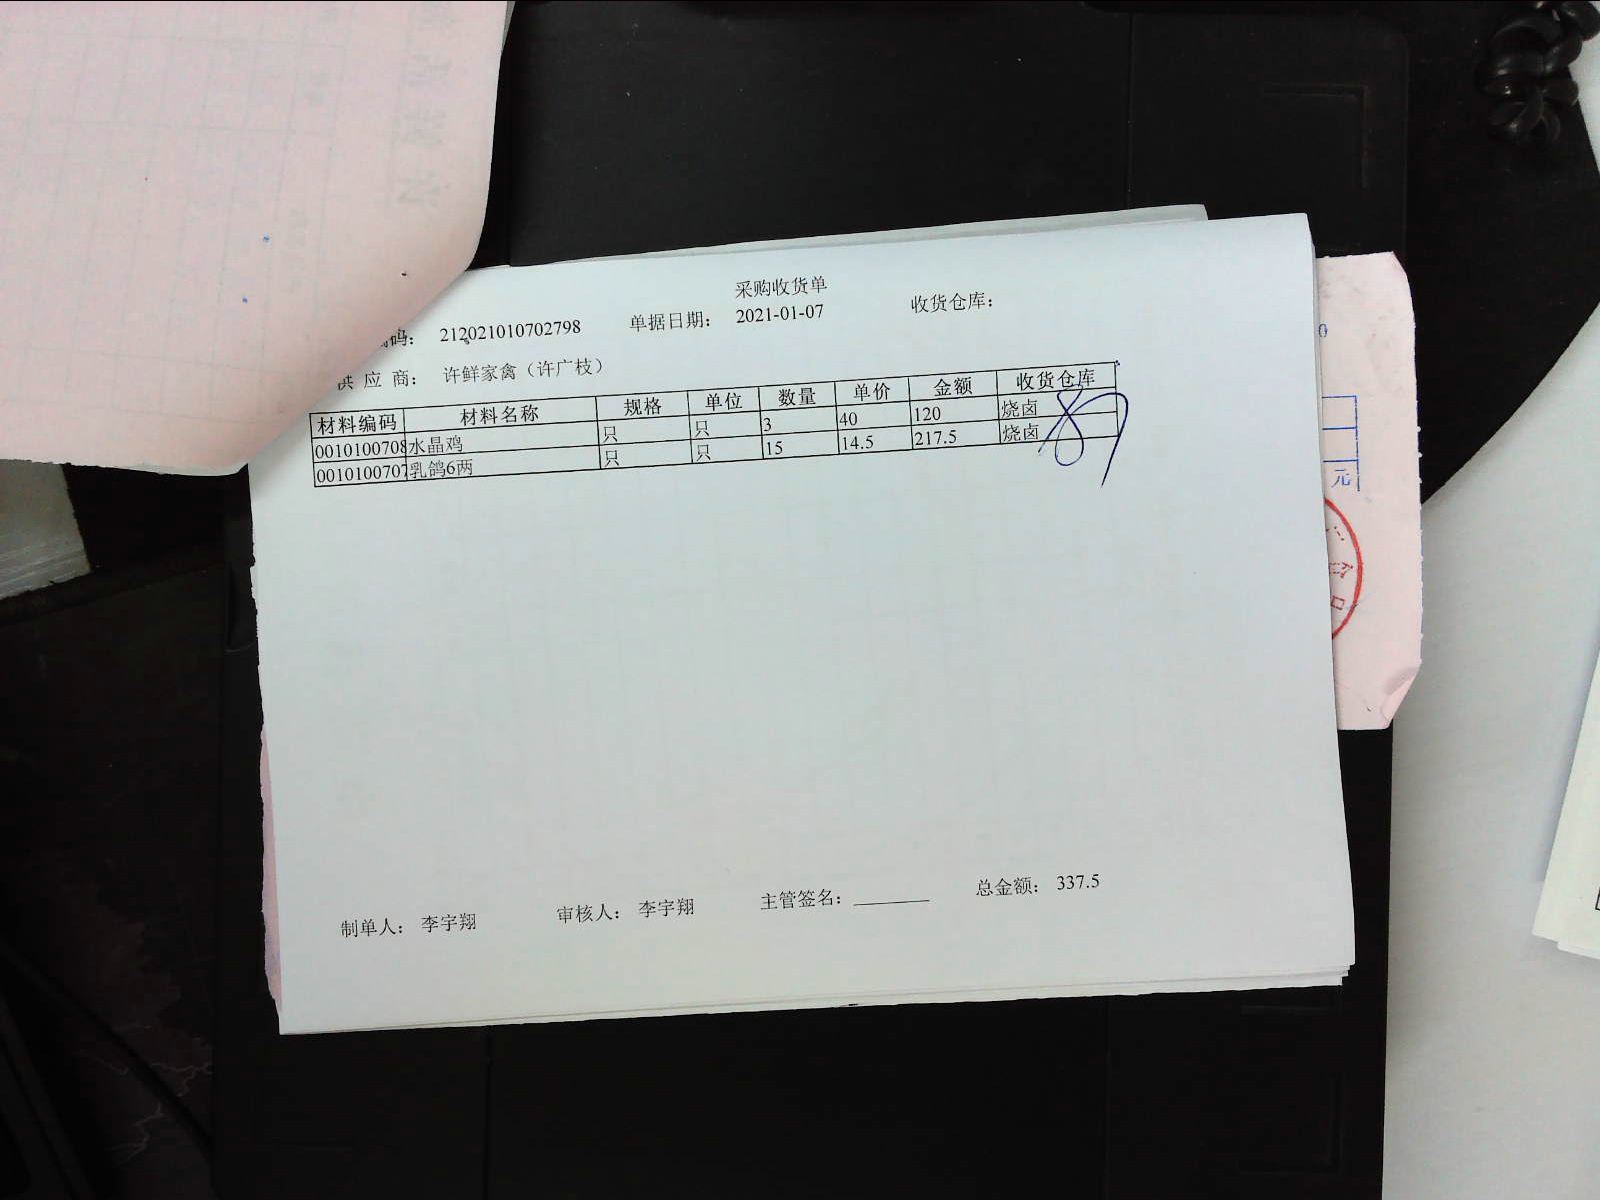 采购收货单
码： 212021010702798 单据日期： 2021-01-07 收货仓库：
供 应 商： 许鲜家禽（许广枝）
材料编码 材料名称 规格 单位 数量 单价 金额 收货仓库
0010100708 水晶鸡 只 只 3 40 120 烧卤
0010100707 乳鸽6两 只 只 15 14.5 217.5 烧卤
87
元
制单人： 李宇翔 审核人： 李宇翔 主管签名： 总金额： 337.5